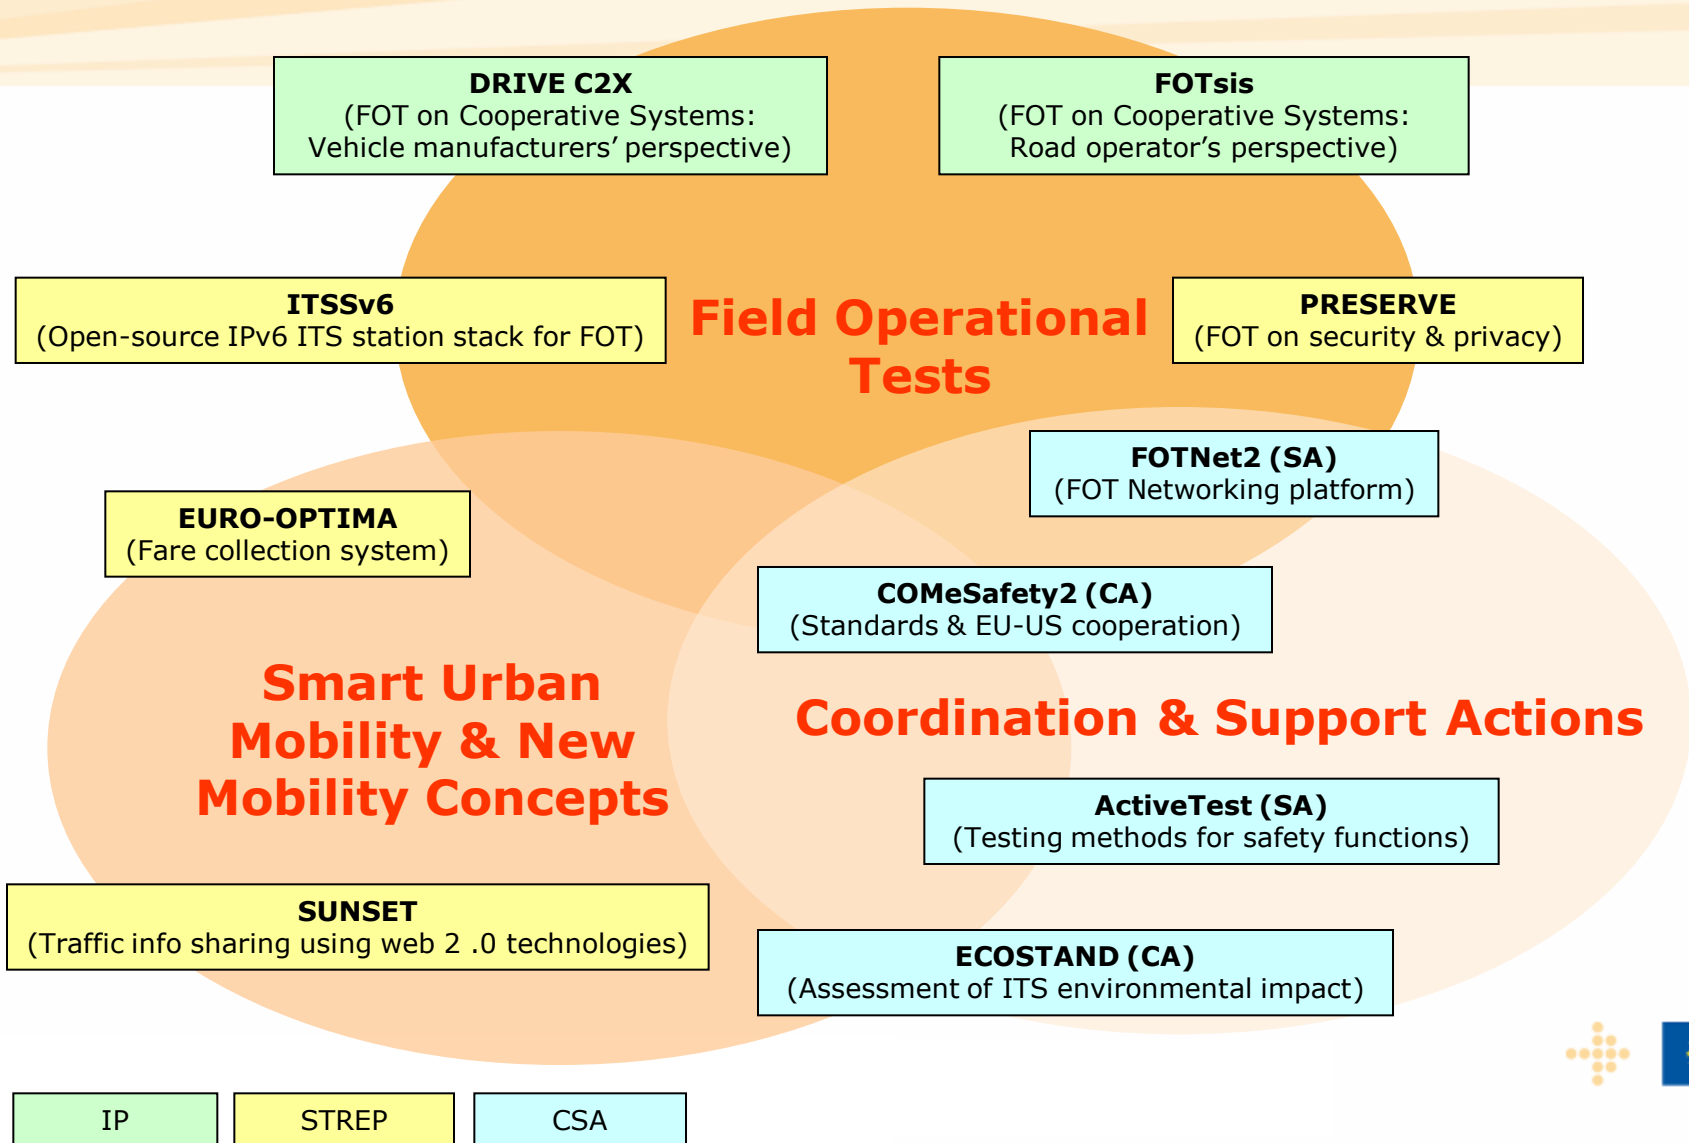 DRIVE C2X
(FOT on Cooperative Systems:
Vehicle manufacturers’ perspective)
FOTsis
(FOT on Cooperative Systems:
Road operator’s perspective)
ITSSv6
(Open-source IPv6 ITS station stack for FOT)
Field Operational
Tests
PRESERVE
(FOT on security & privacy)
FOTNet2 (SA)
(FOT Networking platform)
EURO-OPTIMA
(Fare collection system)
COMeSafety2 (CA)
(Standards & EU-US cooperation)
Smart Urban
Mobility & New
Mobility Concepts
Coordination & Support Actions
ActiveTest (SA)
(Testing methods for safety functions)
SUNSET
(Traffic info sharing using web 2 .0 technologies)
ECOSTAND (CA)
(Assessment of ITS environmental impact)
IP
STREP
CSA